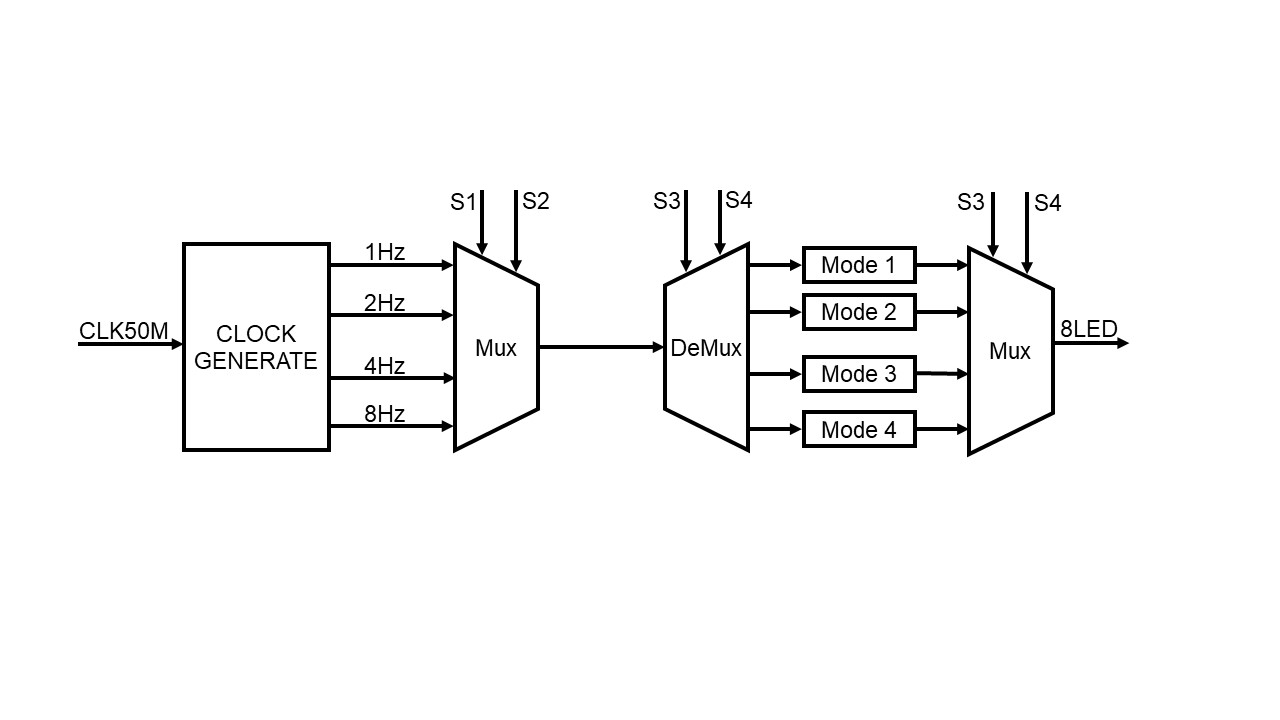 S1
S2
S3
S4
S3
S4
1Hz
2Hz
4Hz
8Hz
CLK50M
CLOCK
GENERATE
Mux
DeMux
Mode 1
Mode 2
Mode 3
Mode 4
Mux
8LED